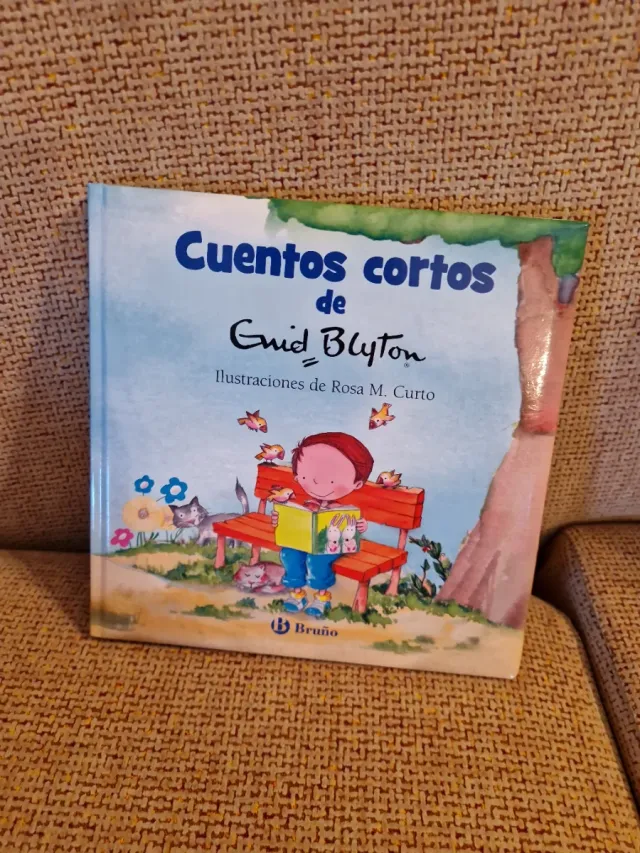 Cuentos cortos
de
Enid Blyton
Ilustraciones de Rosa M. Curto
B Bruño